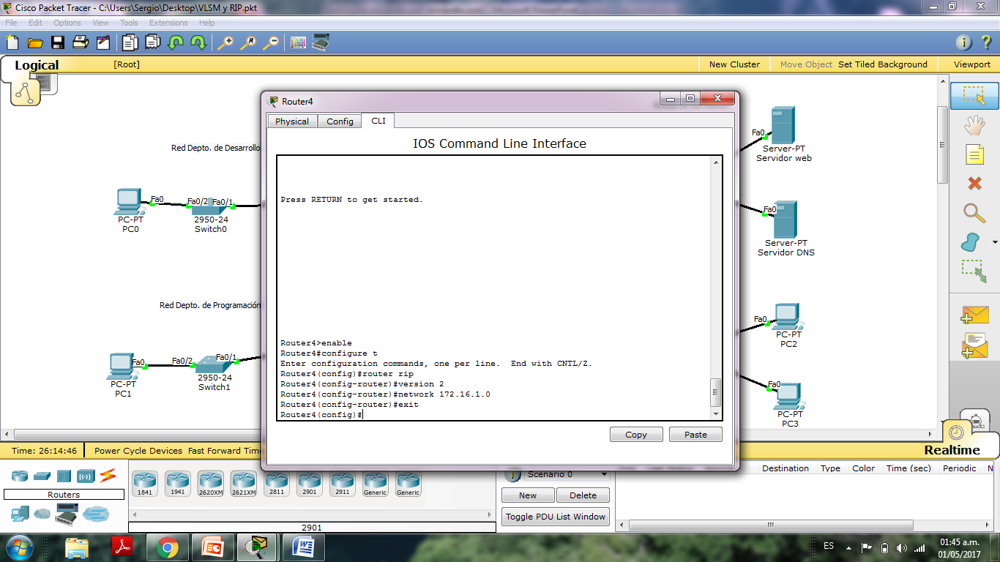 Cisco Packet Tracer - C:\Users\Sergio\Desktop\VLSM y RIP.pkt
File Edit Options View Tools Extensions Help
Logical [Root] New Cluster Move Object Set Tiled Background Viewport
Router4
Physical Config CLI
IOS Command Line Interface
Press RETURN to get started.
Router4>enable
Router4#configure t
Enter configuration commands, one per line.  End with CNTL/Z.
Router4(config)#router rip
Router4(config-router)#version 2
Router4(config-router)#network 172.16.1.0
Router4(config-router)#exit
Router4(config)#
Copy Paste
Red Depto. de Desarrollo
Fa0 Fa0/2 Fa0/1
PC-PT 2950-24
PC0 Switch0
Red Depto. de Programación
Fa0 Fa0/2 Fa0/1
PC-PT 2950-24
PC1 Switch1
Fa0
Server-PT
Servidor web
Fa0
Server-PT
Servidor DNS
Fa0
PC-PT
PC2
Fa0
PC-PT
PC3
Time: 26:14:46 Power Cycle Devices Fast Forward Time Realtime
Routers
1841 1941 2620XM 2621XM 2811 2901 2911 Generic Generic
2901
Scenario 0
New Delete
Toggle PDU List Window
Destination Type Color Time (sec) Periodic N
ES 01:45 a.m.
01/05/2017